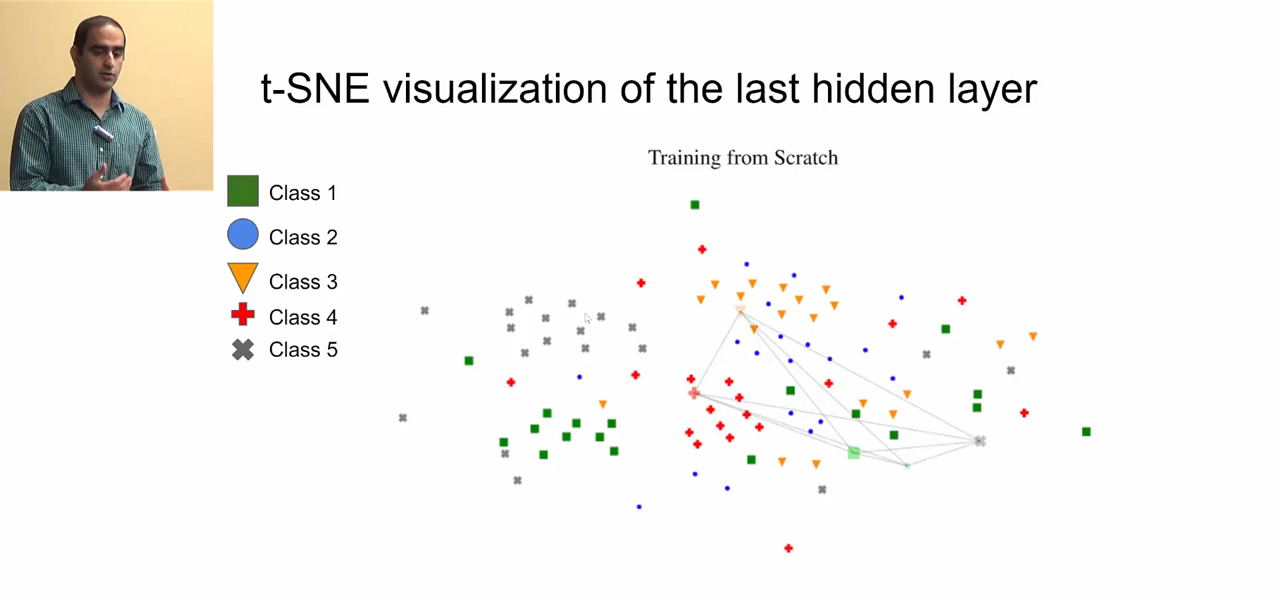 t-SNE visualization of the last hidden layer
Training from Scratch
Class 1
Class 2
Class 3
Class 4
Class 5